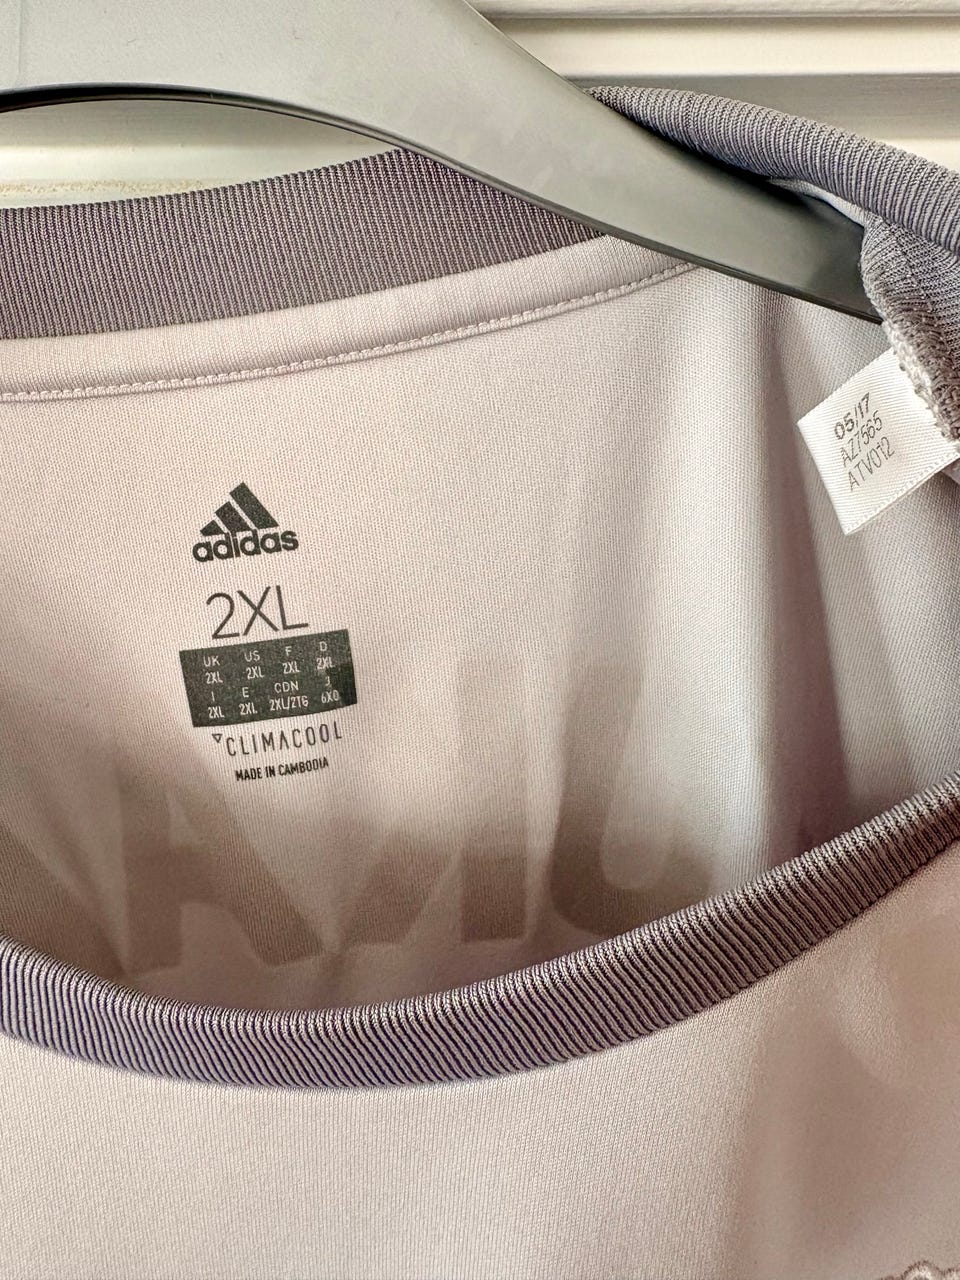 05/17
AZ7565
ATV012
adidas
2XL
UK US F D
2XL 2XL 2XL 2XL
I E CDN J
2XL 2XL 2XL/2TG 6XO
CLIMACOOL
MADE IN CAMBODIA